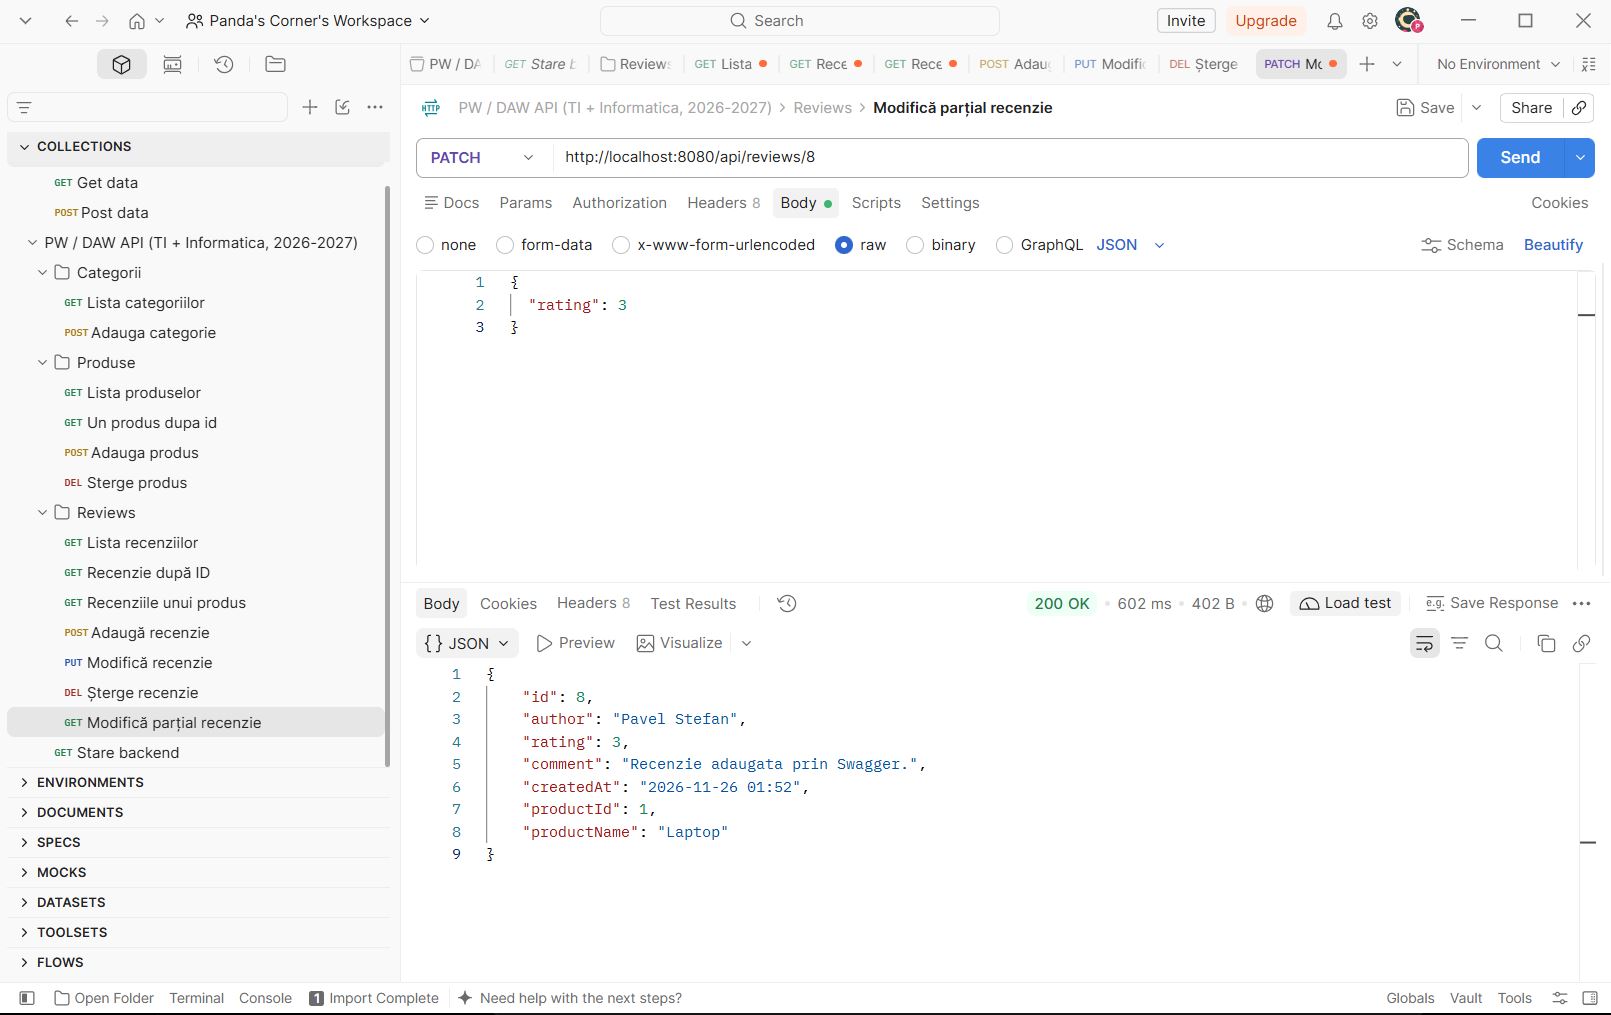 Panda's Corner's Workspace
Search
Invite
Upgrade
PW / DA
GET Stare b
Reviews
GET Lista
GET Rece
GET Rece
POST Adau
PUT Modific
DEL Șterge
PATCH Mo
No Environment
COLLECTIONS
GET Get data
POST Post data
PW / DAW API (TI + Informatica, 2026-2027)
Categorii
GET Lista categoriilor
POST Adauga categorie
Produse
GET Lista produselor
GET Un produs dupa id
POST Adauga produs
DEL Sterge produs
Reviews
GET Lista recenziilor
GET Recenzie după ID
GET Recenziile unui produs
POST Adaugă recenzie
PUT Modifică recenzie
DEL Șterge recenzie
GET Modifică parțial recenzie
GET Stare backend
ENVIRONMENTS
DOCUMENTS
SPECS
MOCKS
DATASETS
TOOLSETS
FLOWS
HTTP PW / DAW API (TI + Informatica, 2026-2027) > Reviews > Modifică parțial recenzie
Save
Share
PATCH http://localhost:8080/api/reviews/8
Send
Docs Params Authorization Headers 8 Body Scripts Settings Cookies
none form-data x-www-form-urlencoded raw binary GraphQL JSON Schema Beautify
1 {
2 "rating": 3
3 }
Body Cookies Headers 8 Test Results 200 OK 602 ms 402 B Load test e.g. Save Response
{} JSON Preview Visualize
1 {
2 "id": 8,
3 "author": "Pavel Stefan",
4 "rating": 3,
5 "comment": "Recenzie adaugata prin Swagger.",
6 "createdAt": "2026-11-26 01:52",
7 "productId": 1,
8 "productName": "Laptop"
9 }
Open Folder Terminal Console 1 Import Complete Need help with the next steps? Globals Vault Tools